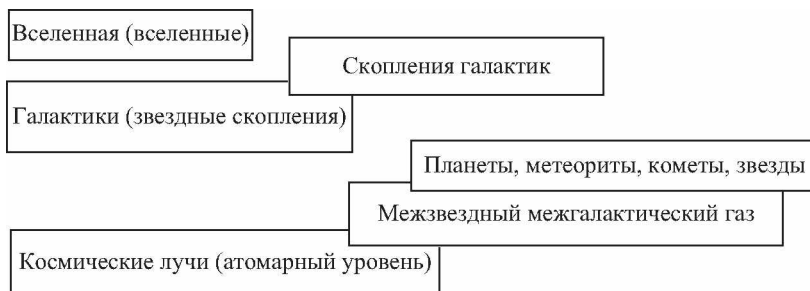 Вселенная (вселенные)
Скопления галактик
Галактики (звездные скопления)
Планеты, метеориты, кометы, звезды
Межзвездный межгалактический газ
Космические лучи (атомарный уровень)